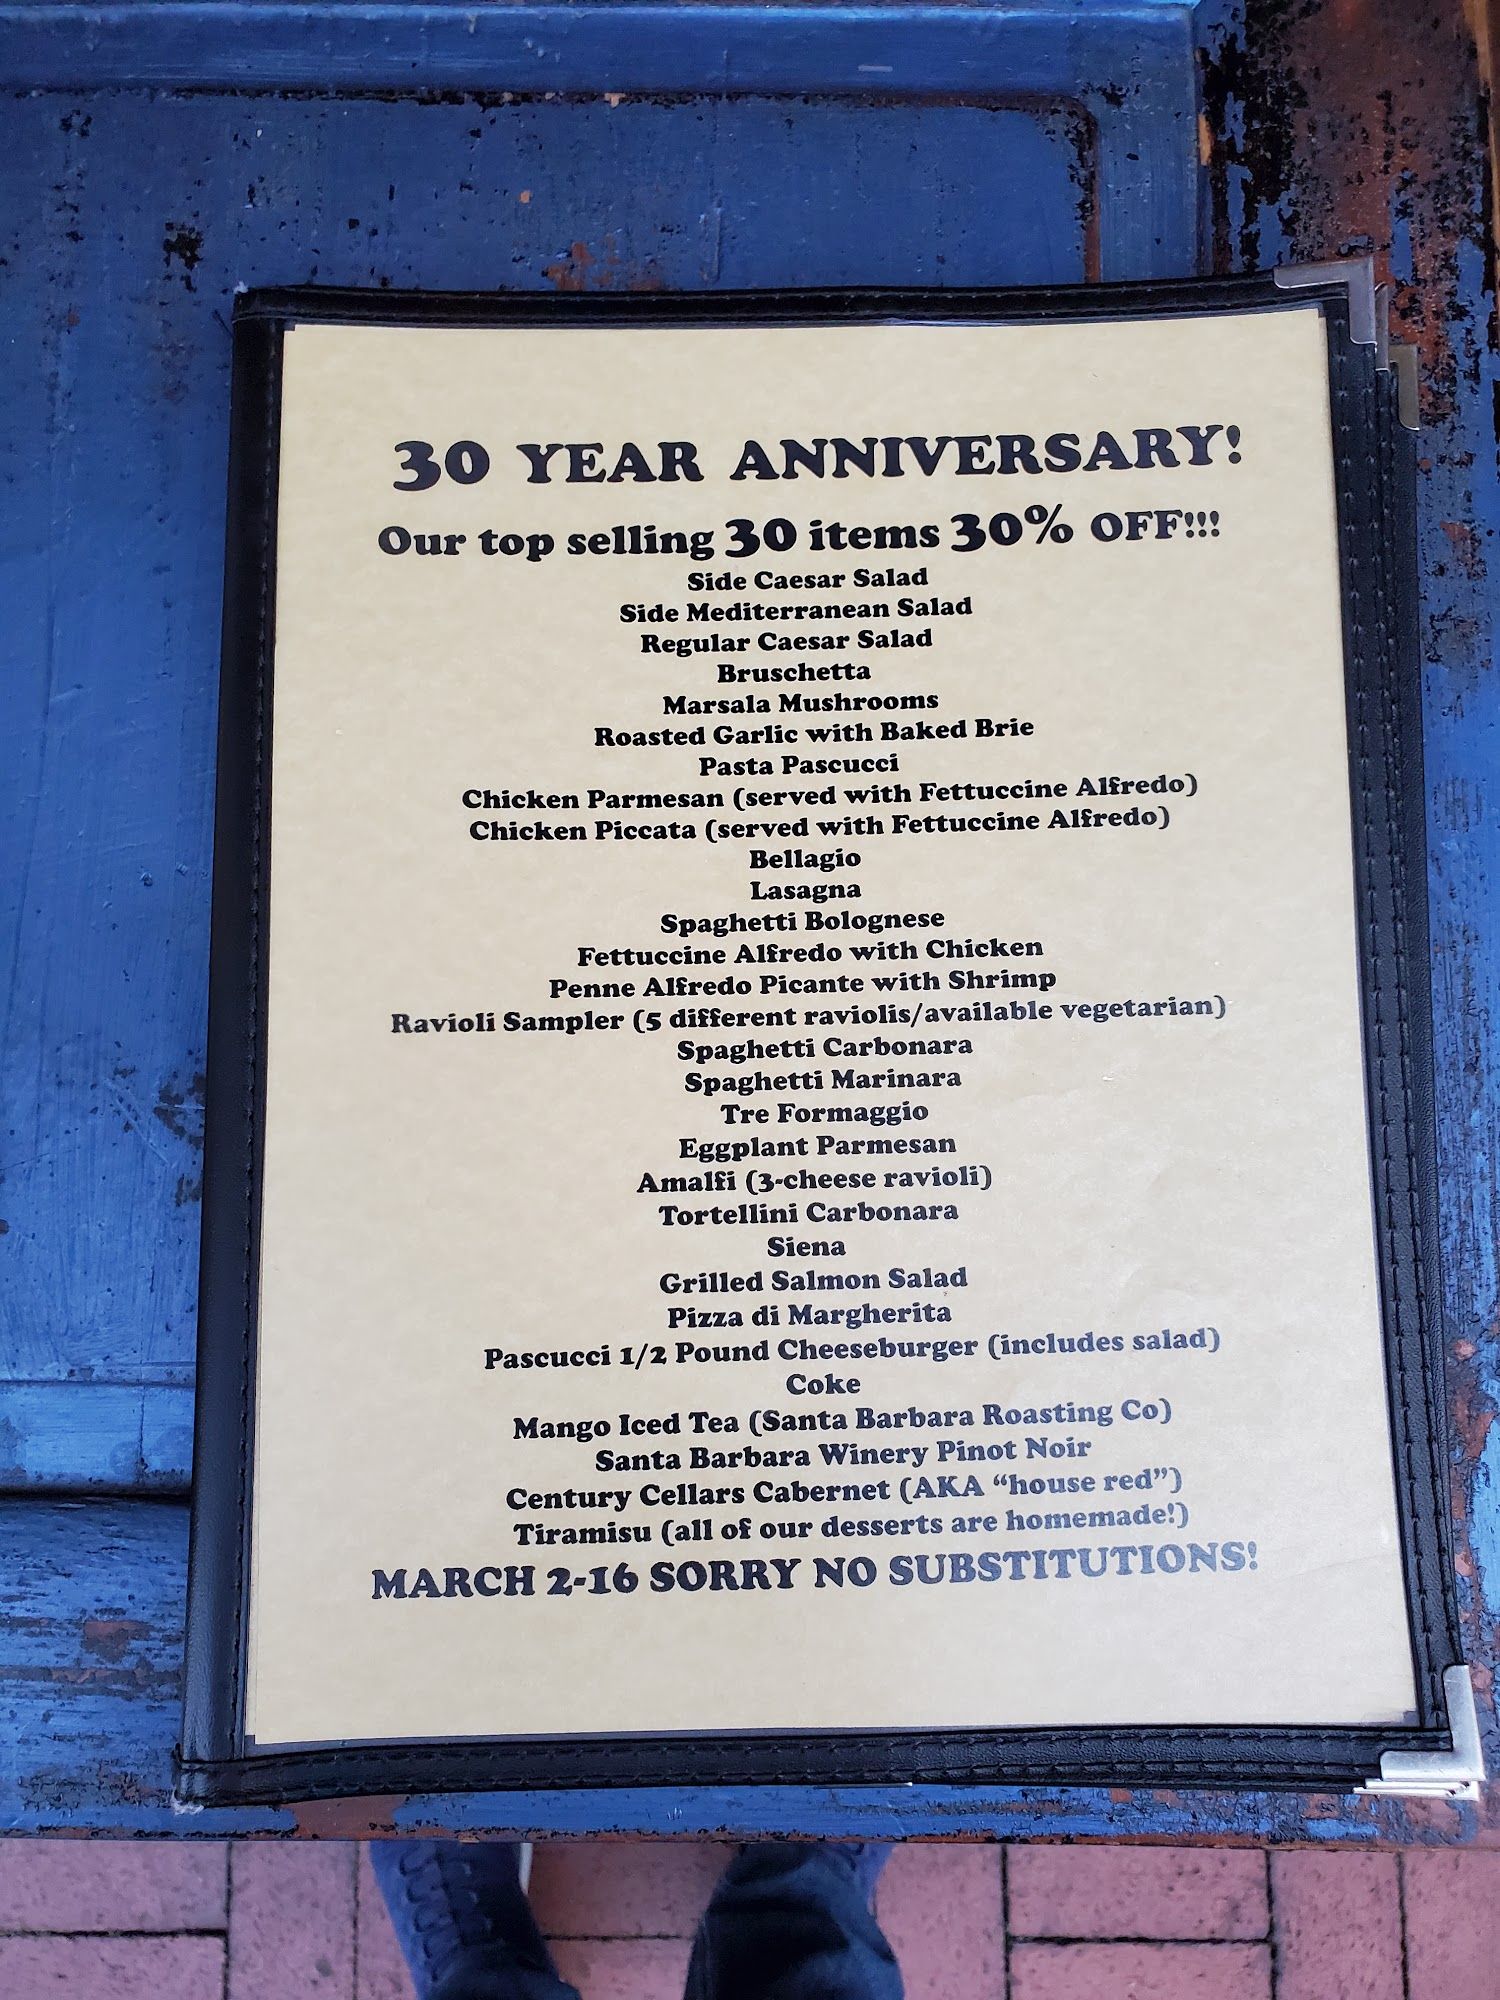 30 YEAR ANNIVERSARY!
Our top selling 30 items 30% OFF!!!
Side Caesar Salad
Side Mediterranean Salad
Regular Caesar Salad
Bruschetta
Marsala Mushrooms
Roasted Garlic with Baked Brie
Pasta Pascucci
Chicken Parmesan (served with Fettuccine Alfredo)
Chicken Piccata (served with Fettuccine Alfredo)
Bellagio
Lasagna
Spaghetti Bolognese
Fettuccine Alfredo with Chicken
Penne Alfredo Picante with Shrimp
Ravioli Sampler (5 different raviolis/available vegetarian)
Spaghetti Carbonara
Spaghetti Marinara
Tre Formaggio
Eggplant Parmesan
Amalfi (3-cheese ravioli)
Tortellini Carbonara
Siena
Grilled Salmon Salad
Pizza di Margherita
Pascucci 1/2 Pound Cheeseburger (includes salad)
Coke
Mango Iced Tea (Santa Barbara Roasting Co)
Santa Barbara Winery Pinot Noir
Century Cellars Cabernet (AKA “house red”)
Tiramisu (all of our desserts are homemade!)
MARCH 2-16 SORRY NO SUBSTITUTIONS!